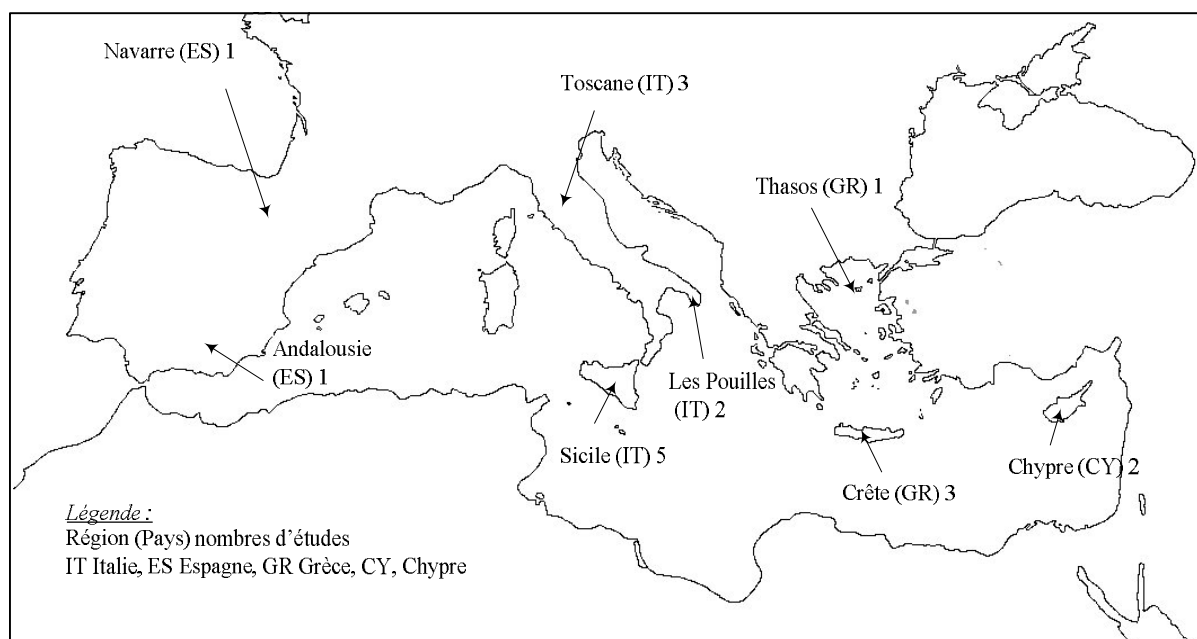 Navarre (ES) 1
Toscane (IT) 3
Thasos (GR) 1
Andalousie
(ES) 1
Les Pouilles
(IT) 2
Sicile (IT) 5
Crête (GR) 3
Chypre (CY) 2
Légende :
Région (Pays) nombres d’études
IT Italie, ES Espagne, GR Grèce, CY, Chypre